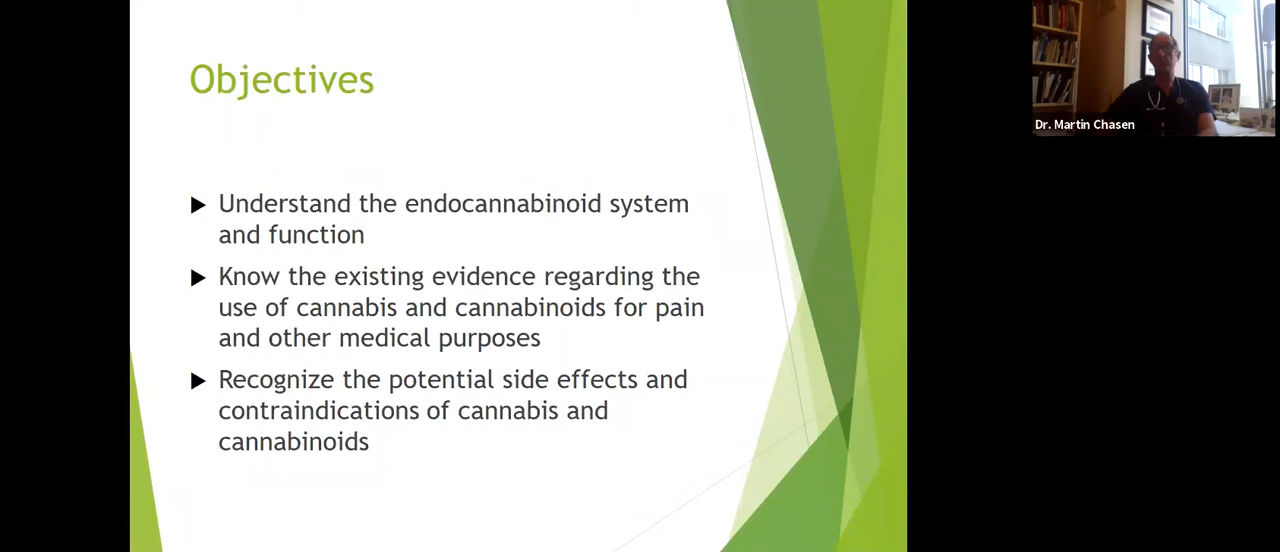 Objectives
Understand the endocannabinoid system
and function
Know the existing evidence regarding the
use of cannabis and cannabinoids for pain
and other medical purposes
Recognize the potential side effects and
contraindications of cannabis and
cannabinoids
Dr. Martin Chasen